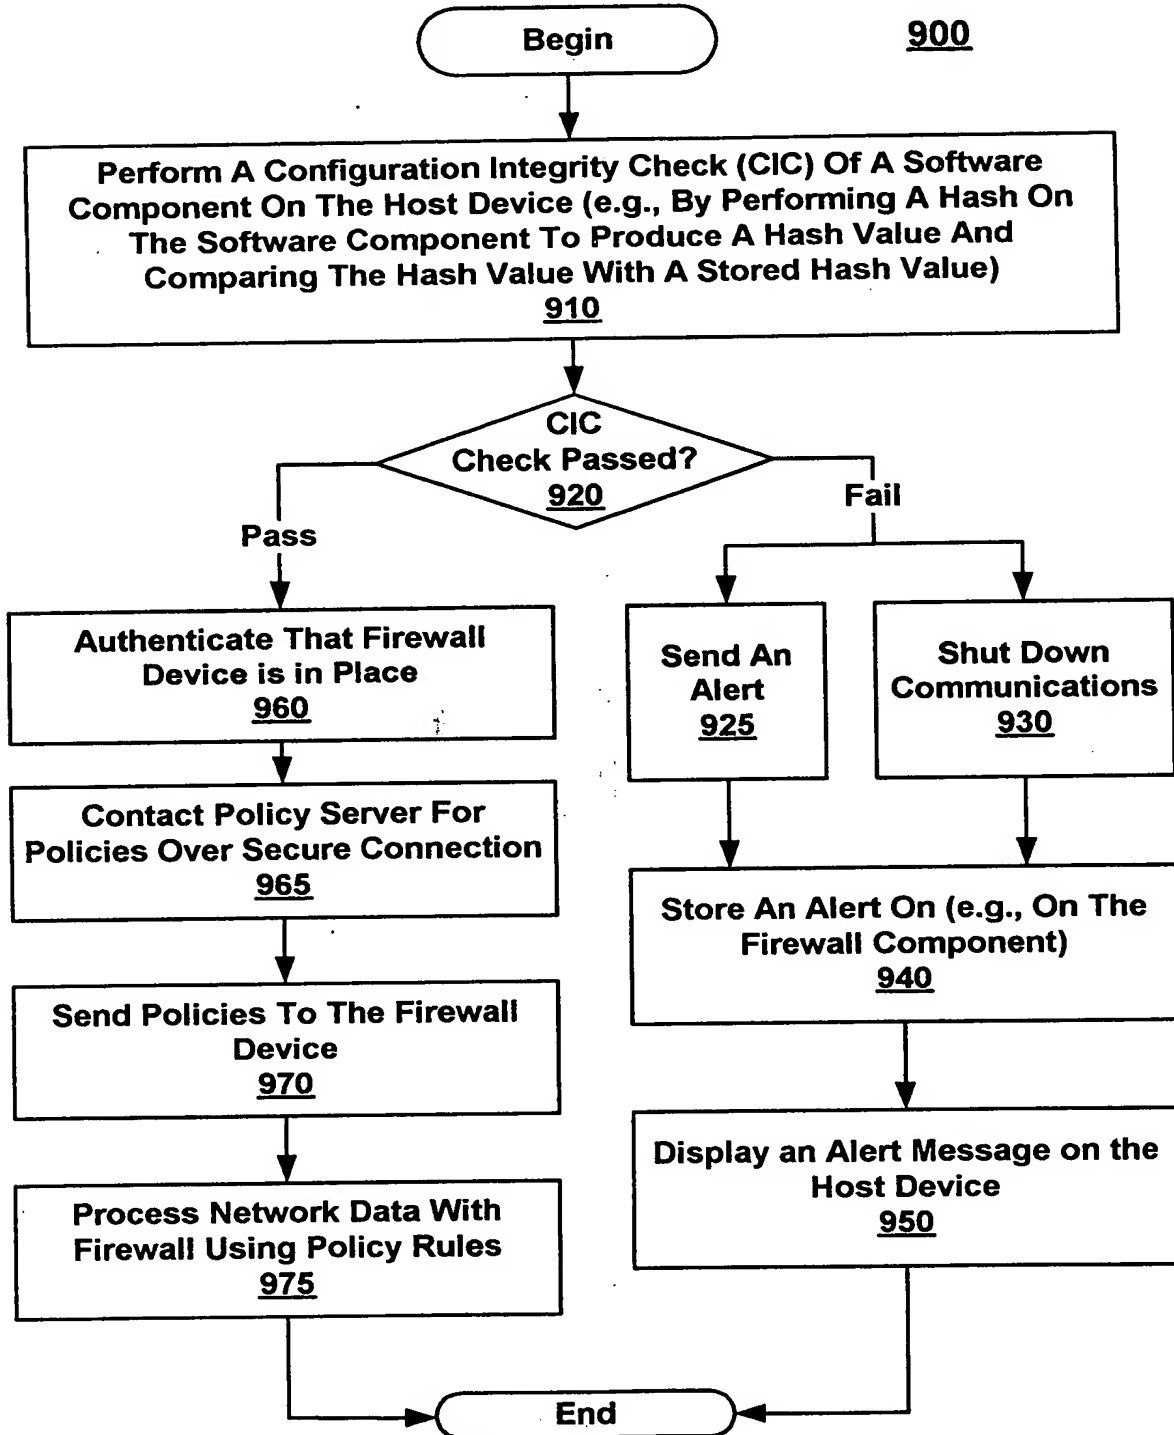 Begin
900
Perform A Configuration Integrity Check (CIC) Of A Software
Component On The Host Device (e.g., By Performing A Hash On
The Software Component To Produce A Hash Value And
Comparing The Hash Value With A Stored Hash Value)
910
CIC
Check Passed?
920
Pass
Fail
Authenticate That Firewall
Device is in Place
960
Contact Policy Server For
Policies Over Secure Connection
965
Send Policies To The Firewall
Device
970
Process Network Data With
Firewall Using Policy Rules
975
Send An
Alert
925
Shut Down
Communications
930
Store An Alert On (e.g., On The
Firewall Component)
940
Display an Alert Message on the
Host Device
950
End